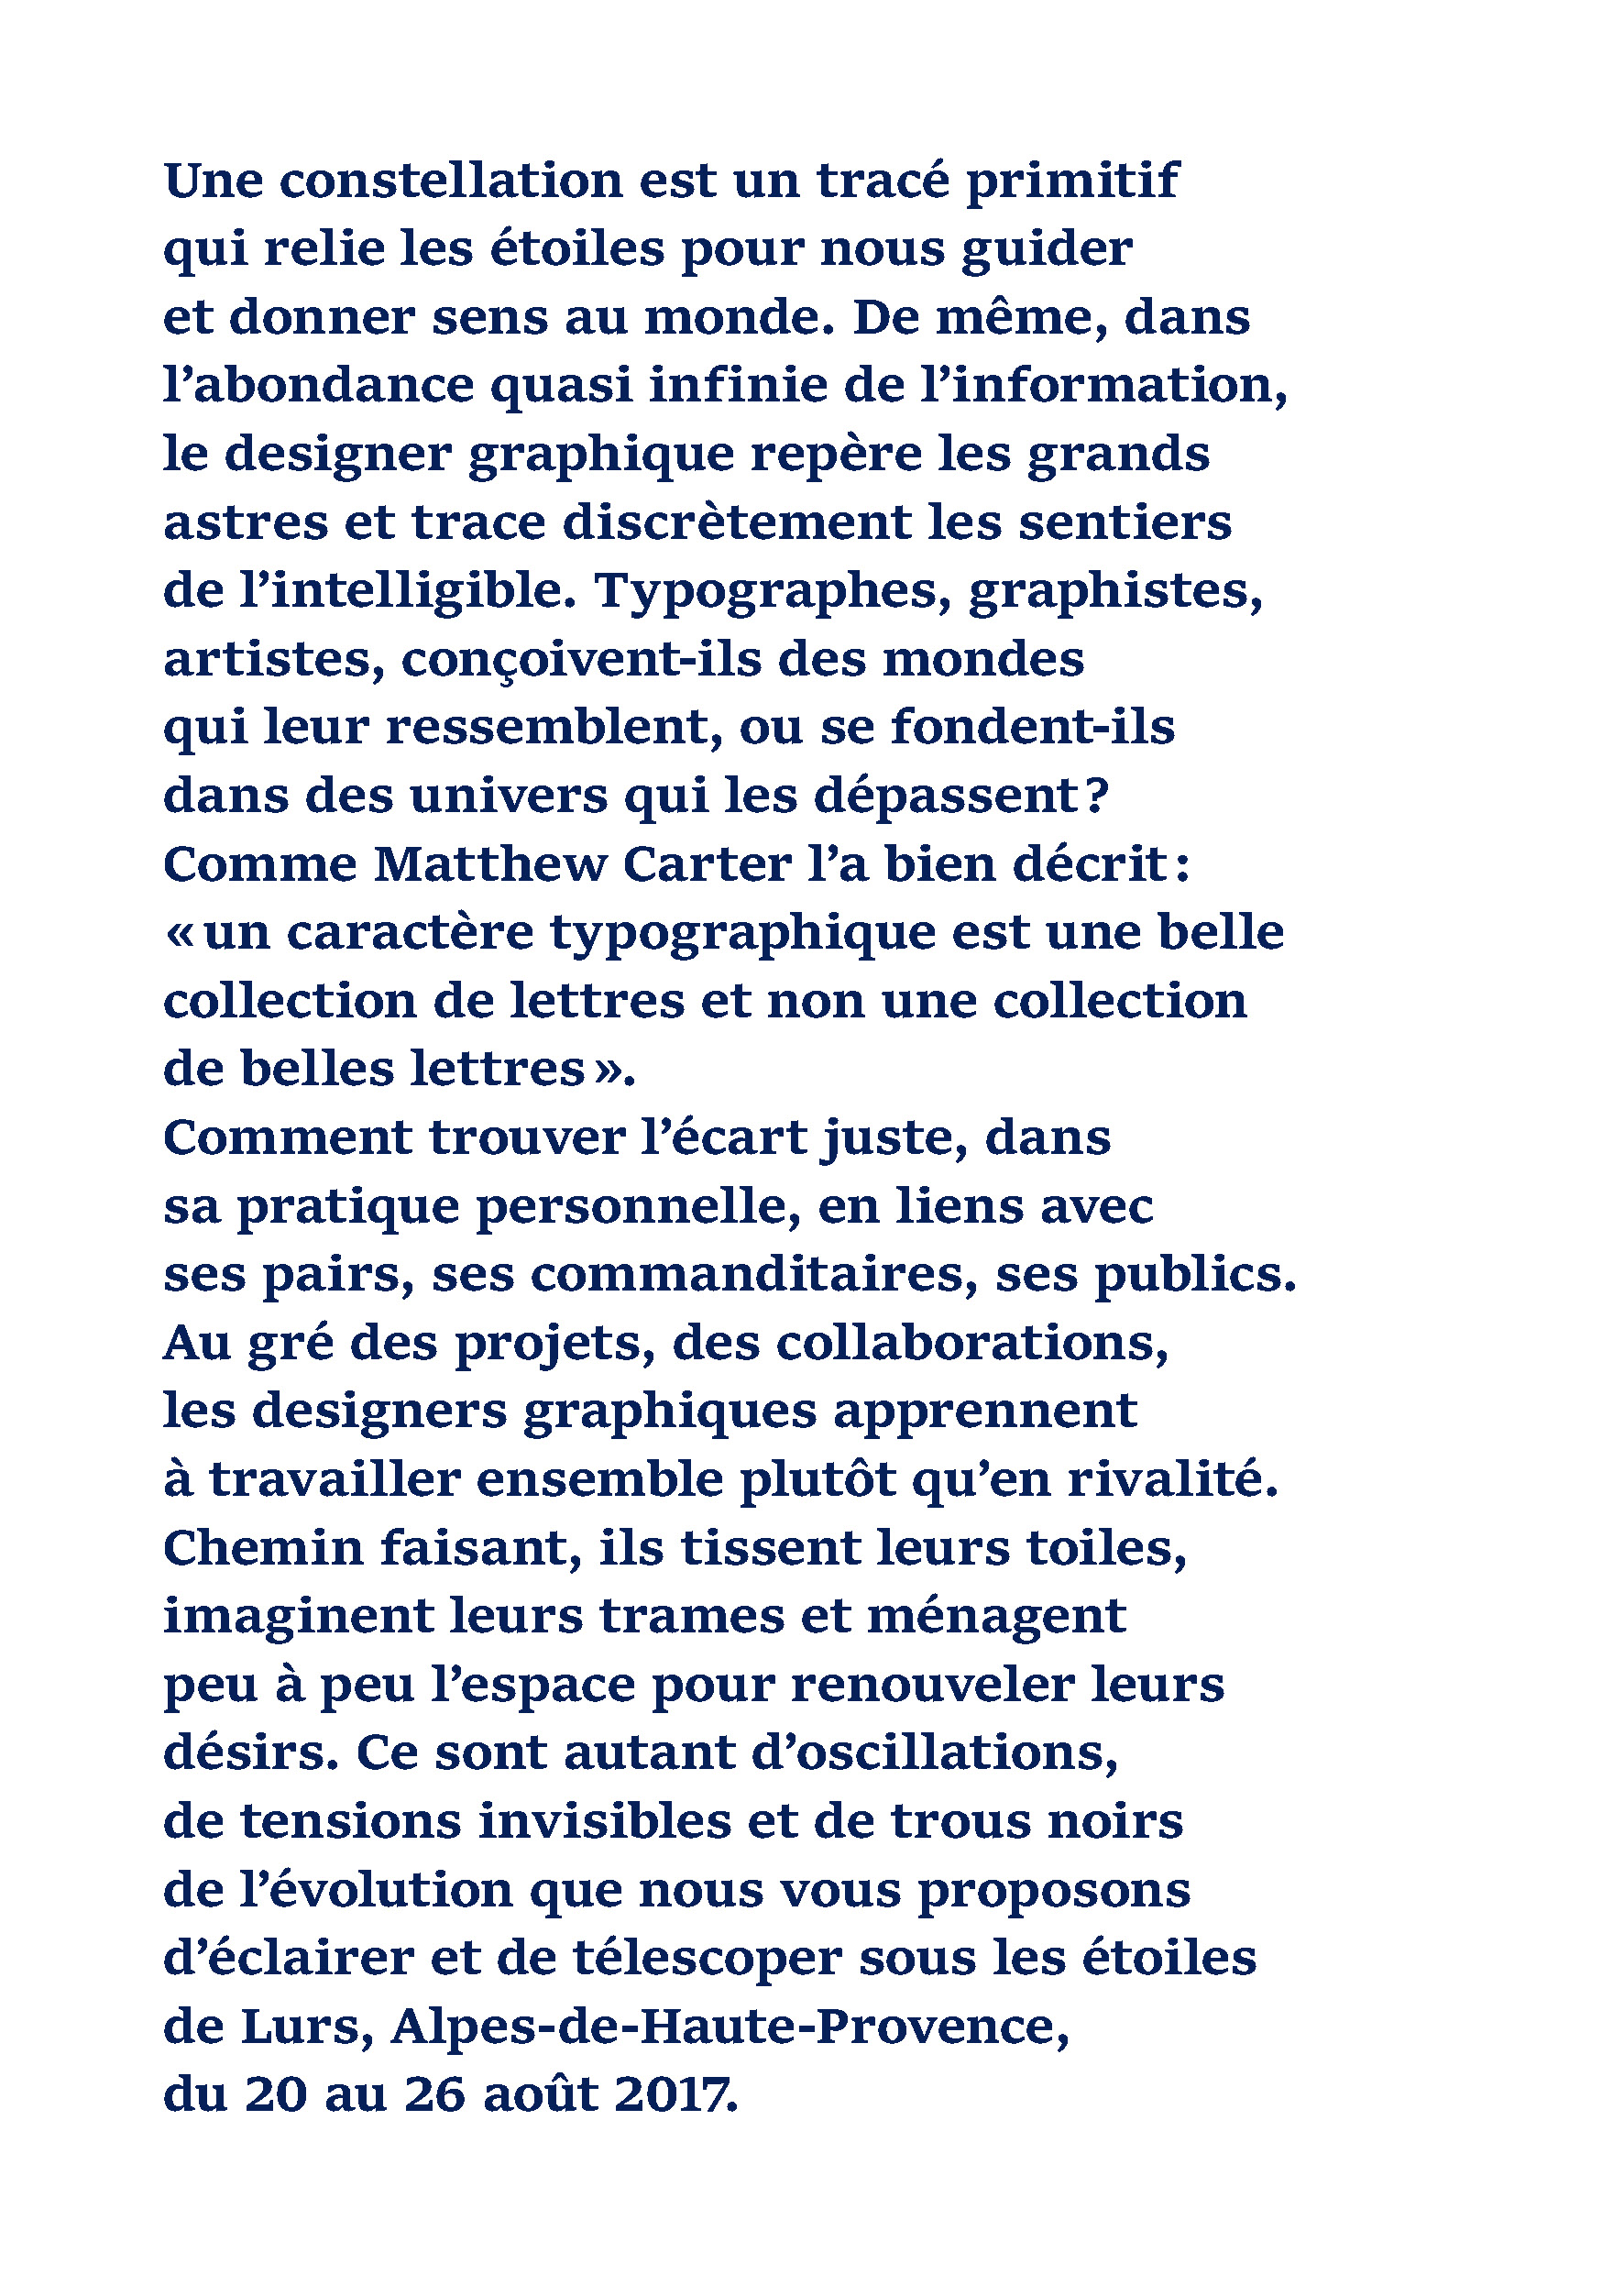 Une constellation est un tracé primitif
qui relie les étoiles pour nous guider
et donner sens au monde. De même, dans
l’abondance quasi infinie de l’information,
le designer graphique repère les grands
astres et trace discrètement les sentiers
de l’intelligible. Typographes, graphistes,
artistes, conçoivent-ils des mondes
qui leur ressemblent, ou se fondent-ils
dans des univers qui les dépassent ?
Comme Matthew Carter l’a bien décrit :
« un caractère typographique est une belle
collection de lettres et non une collection
de belles lettres ».
Comment trouver l’écart juste, dans
sa pratique personnelle, en liens avec
ses pairs, ses commanditaires, ses publics.
Au gré des projets, des collaborations,
les designers graphiques apprennent
à travailler ensemble plutôt qu’en rivalité.
Chemin faisant, ils tissent leurs toiles,
imaginent leurs trames et ménagent
peu à peu l’espace pour renouveler leurs
désirs. Ce sont autant d’oscillations,
de tensions invisibles et de trous noirs
de l’évolution que nous vous proposons
d’éclairer et de télescoper sous les étoiles
de Lurs, Alpes-de-Haute-Provence,
du 20 au 26 août 2017.